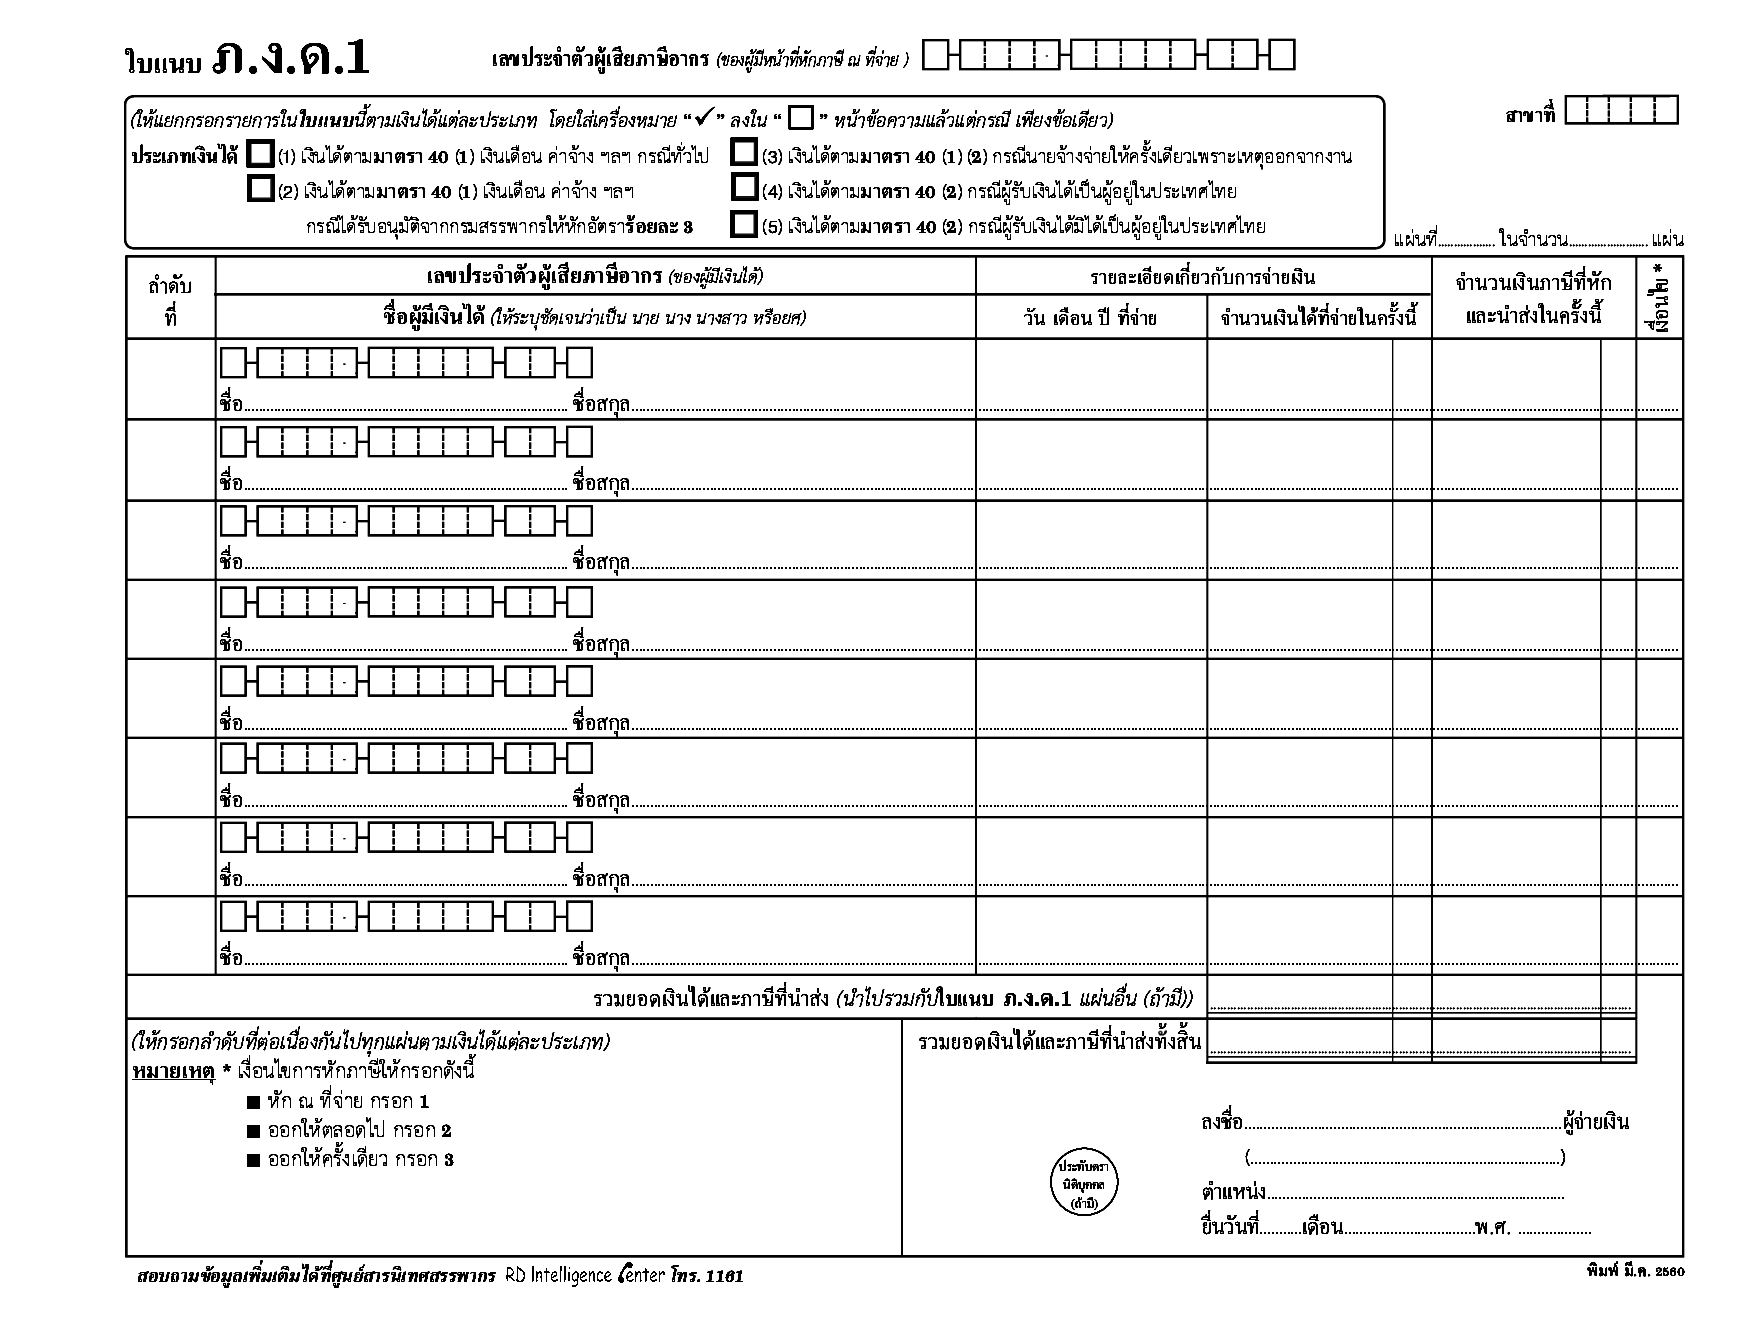 ใบแนบ ภ.ง.ด.1
เลขประจำตัวผู้เสียภาษีอากร (ของผู้มีหน้าที่หักภาษี ณ ที่จ่าย )
(ให้แยกกรอกรายการในใบแนบนี้ตามเงินได้แต่ละประเภท โดยใส่เครื่องหมาย “✓” ลงใน “☐” หน้าข้อความแล้วแต่กรณี เพียงข้อเดียว)
สาขาที่
ประเภทเงินได้ (1) เงินได้ตามมาตรา 40 (1) เงินเดือน ค่าจ้าง ฯลฯ กรณีทั่วไป
(2) เงินได้ตามมาตรา 40 (1) เงินเดือน ค่าจ้าง ฯลฯ
กรณีได้รับอนุมัติจากกรมสรรพากรให้หักอัตราร้อยละ 3
(3) เงินได้ตามมาตรา 40 (1) (2) กรณีนายจ้างจ่ายให้ครั้งเดียวเพราะเหตุออกจากงาน
(4) เงินได้ตามมาตรา 40 (2) กรณีผู้รับเงินได้เป็นผู้อยู่ในประเทศไทย
(5) เงินได้ตามมาตรา 40 (2) กรณีผู้รับเงินได้มิได้เป็นผู้อยู่ในประเทศไทย
แผ่นที่.................. ในจำนวน......................... แผ่น
ลำดับ
ที่
เลขประจำตัวผู้เสียภาษีอากร (ของผู้มีเงินได้)
ชื่อผู้มีเงินได้ (ให้ระบุชัดเจนว่าเป็น นาย นาง นางสาว หรือยศ)
รายละเอียดเกี่ยวกับการจ่ายเงิน
วัน เดือน ปี ที่จ่าย
จำนวนเงินได้ที่จ่ายในครั้งนี้
จำนวนเงินภาษีที่หัก
และนำส่งในครั้งนี้
เงื่อนไข *
ชื่อ.................... ชื่อสกุล....................
ชื่อ.................... ชื่อสกุล....................
ชื่อ.................... ชื่อสกุล....................
ชื่อ.................... ชื่อสกุล....................
ชื่อ.................... ชื่อสกุล....................
ชื่อ.................... ชื่อสกุล....................
ชื่อ.................... ชื่อสกุล....................
ชื่อ.................... ชื่อสกุล....................
รวมยอดเงินได้และภาษีที่นำส่ง (นำไปรวมกับใบแนบ ภ.ง.ด.1 แผ่นอื่น (ถ้ามี))
รวมยอดเงินได้และภาษีที่นำส่งทั้งสิ้น
(ให้กรอกลำดับที่ต่อเนื่องกันไปทุกแผ่นตามเงินได้แต่ละประเภท)
หมายเหตุ * เงื่อนไขการหักภาษีให้กรอกดังนี้
■ หัก ณ ที่จ่าย กรอก 1
■ ออกให้ตลอดไป กรอก 2
■ ออกให้ครั้งเดียว กรอก 3
ประทับตรา
นิติบุคคล
(ถ้ามี)
ลงชื่อ....................ผู้จ่ายเงิน
(....................)
ตำแหน่ง....................
ยื่นวันที่..........เดือน....................พ.ศ. ..................
สอบถามข้อมูลเพิ่มเติมได้ที่ศูนย์สารนิเทศสรรพากร RD Intelligence Center โทร. 1161
พิมพ์ มี.ค. 2560